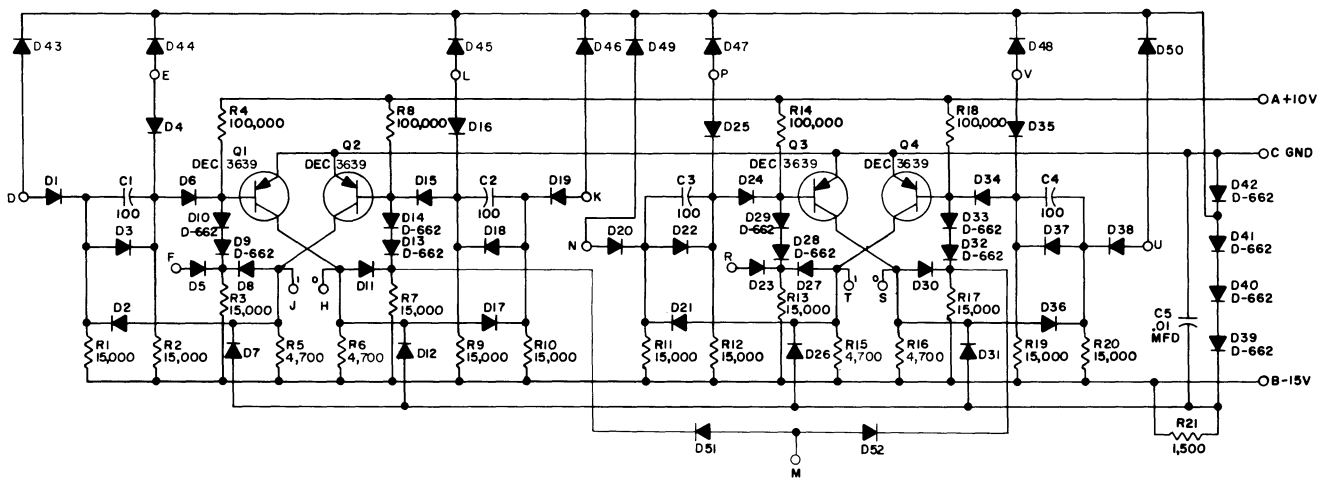 D43
D44
D45
D46
D49
D47
D48
D50
E
L
P
V
R4
100,000
R8
100,000
R14
100,000
R18
100,000
A+10V
D4
D16
D25
D35
Q1
DEC 3639
Q2
DEC 3639
Q3
DEC 3639
Q4
DEC 3639
C GND
D
D1
C1
100
D6
D15
C2
100
D19
K
C3
100
D24
D34
C4
100
D42
D-662
D3
D10
D-662
D14
D-662
D18
N
D20
D22
D29
D-662
D33
D-662
D37
D38
U
D41
D-662
F
D5
D9
D-662
D8
D13
D-662
D11
R
D23
D28
D-662
D27
D32
D-662
D30
D40
D-662
1
J
0
H
1
T
0
S
R3
15,000
R7
15,000
R13
15,000
R17
15,000
D2
D17
D21
D36
C5
.01
MFD
D39
D-662
R1
15,000
R2
15,000
D7
R5
4,700
R6
4,700
D12
R9
15,000
R10
15,000
R11
15,000
R12
15,000
D26
R15
4,700
R16
4,700
D31
R19
15,000
R20
15,000
B-15V
R21
1,500
D51
D52
M